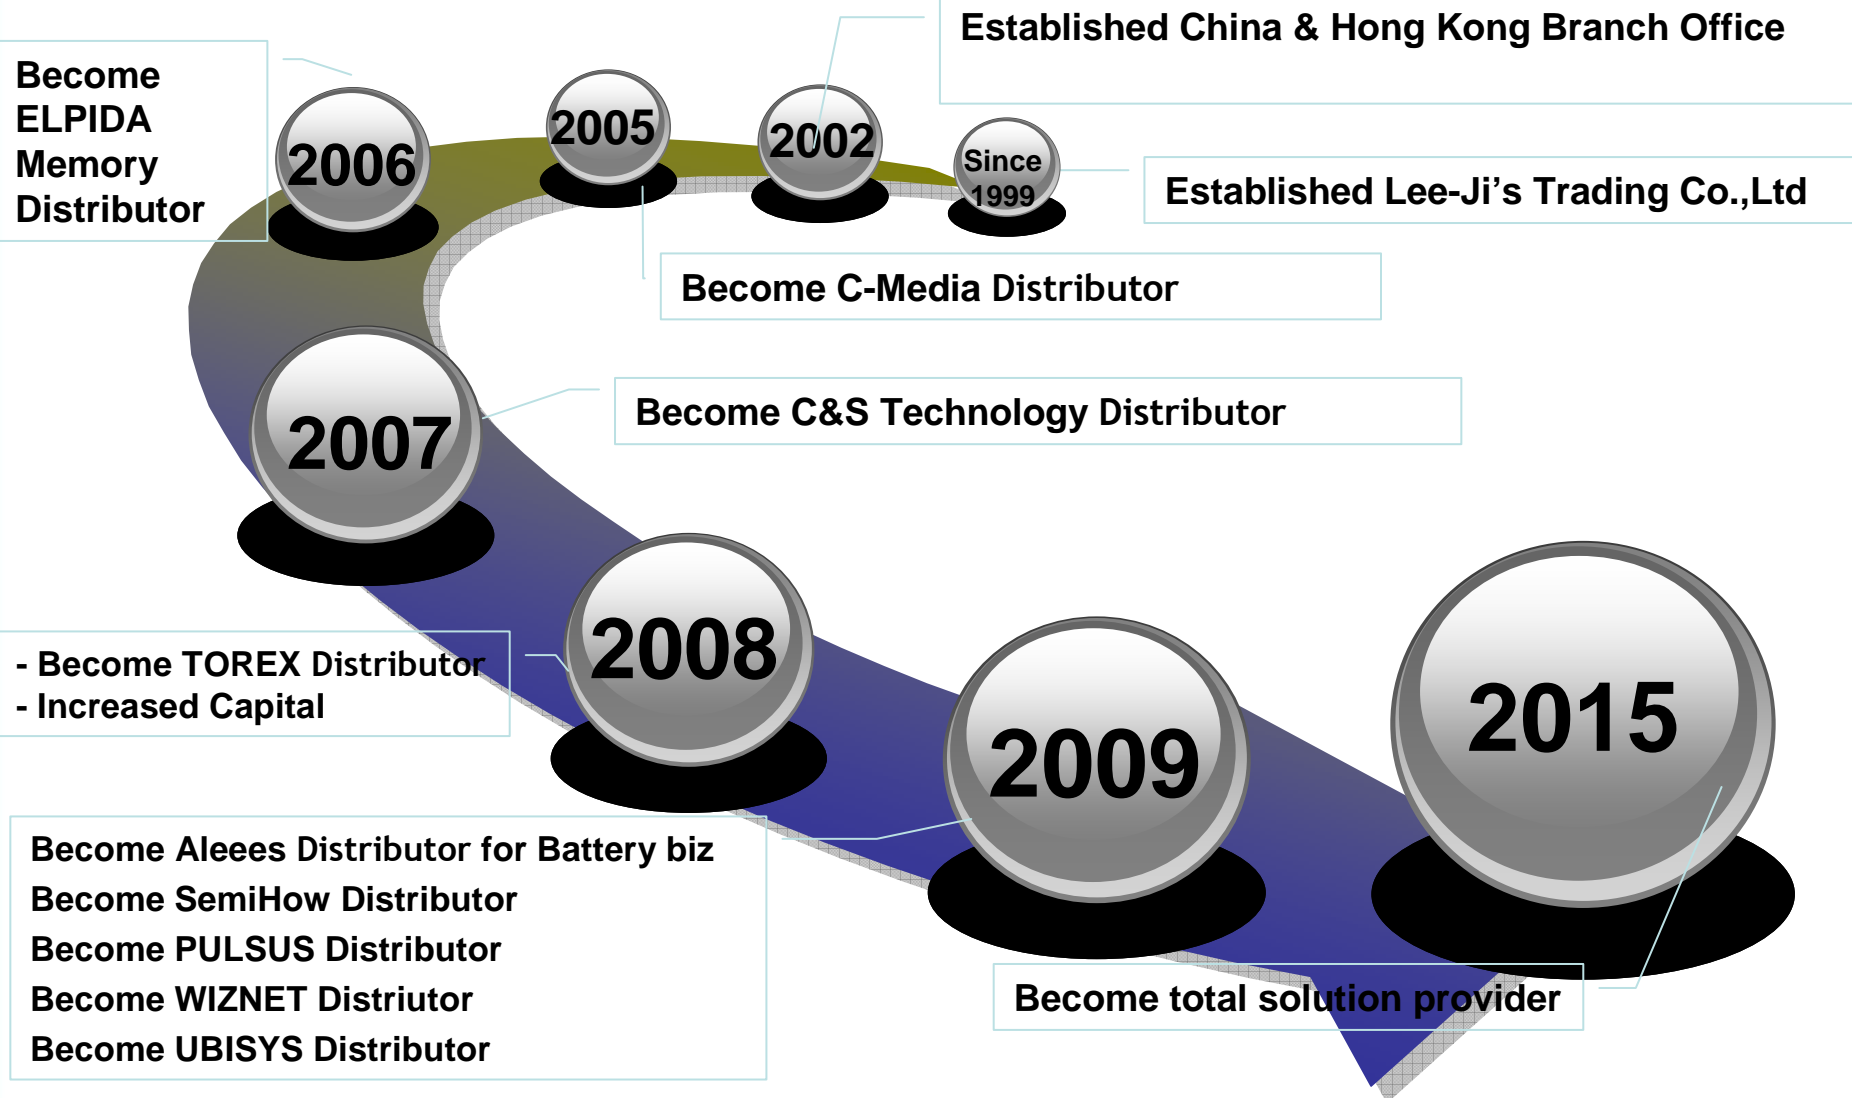 Established China & Hong Kong Branch Office
Become
ELPIDA
Memory
Distributor
2006
2005
2002
Since
1999
Established Lee-Ji’s Trading Co.,Ltd
Become C-Media Distributor
2007
Become C&S Technology Distributor
- Become TOREX Distributor
- Increased Capital
2008
2009
2015
Become Aleees Distributor for Battery biz
Become SemiHow Distributor
Become PULSUS Distributor
Become WIZNET Distriutor
Become UBISYS Distributor
Become total solution provider